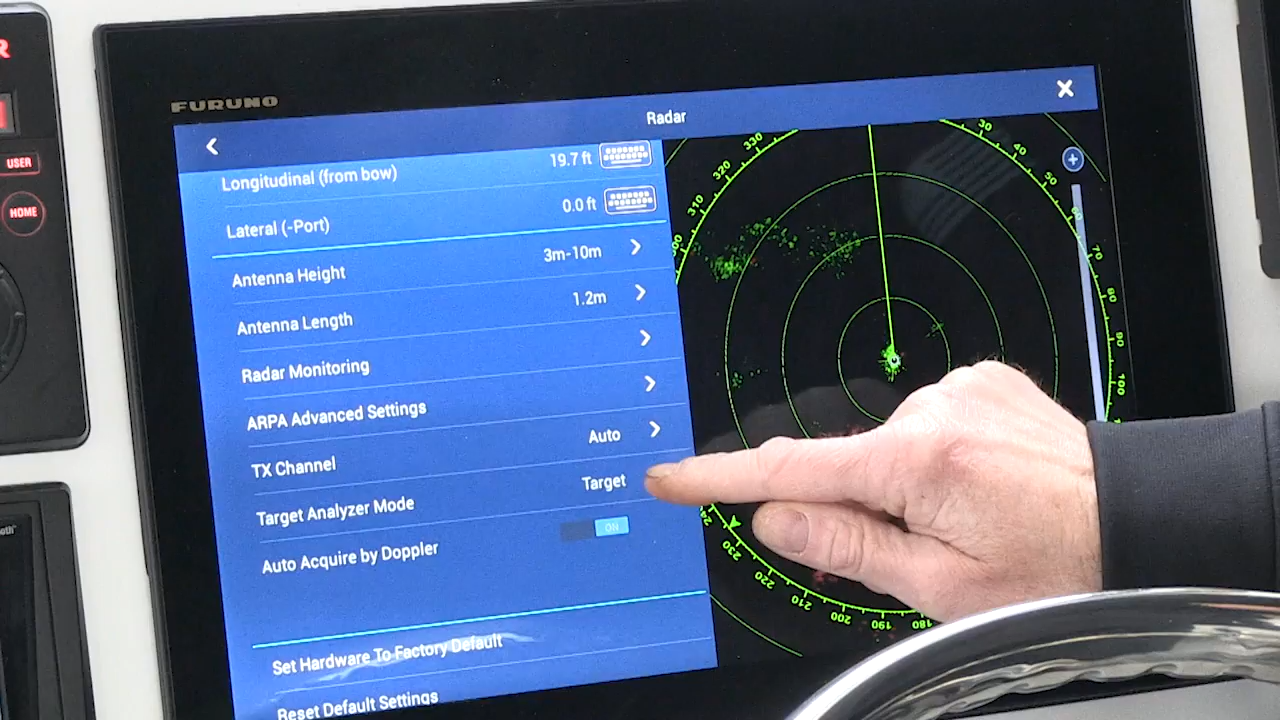 R
USER
HOME
FURUNO
Radar
Longitudinal (from bow) 19.7 ft
Lateral (-Port) 0.0 ft
Antenna Height 3m-10m
Antenna Length 1.2m
Radar Monitoring
ARPA Advanced Settings
TX Channel Auto
Target Analyzer Mode Target
Auto Acquire by Doppler ON
Set Hardware To Factory Default
Reset Default Settings
310
320
330
30
40
50
60
70
80
90
100
180
190
200
210
220
230